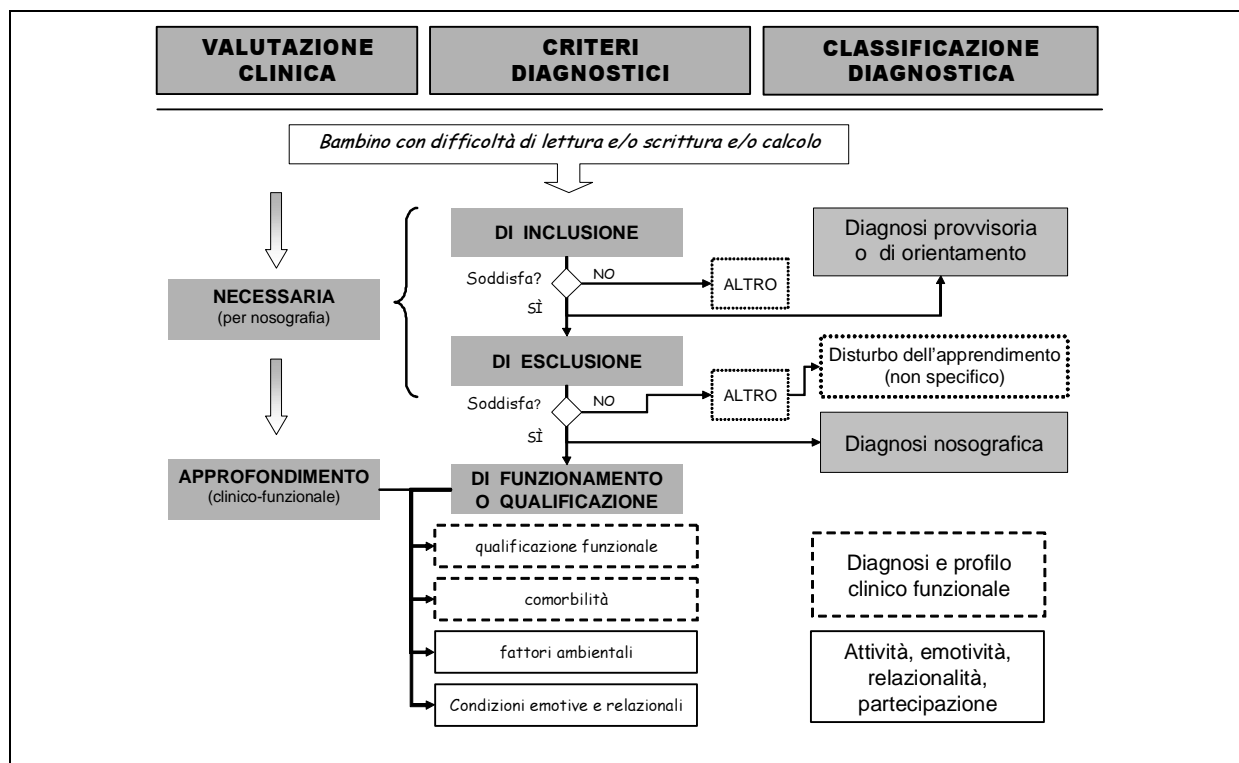 VALUTAZIONE
CLINICA
CRITERI
DIAGNOSTICI
CLASSIFICAZIONE
DIAGNOSTICA
Bambino con difficoltà di lettura e/o scrittura e/o calcolo
DI INCLUSIONE
Diagnosi provvisoria
o di orientamento
Soddisfa?
NO
ALTRO
SÌ
NECESSARIA
(per nosografia)
DI ESCLUSIONE
Disturbo dell'apprendimento
(non specifico)
Soddisfa?
NO
ALTRO
SÌ
Diagnosi nosografica
APPROFONDIMENTO
(clinico-funzionale)
DI FUNZIONAMENTO
O QUALIFICAZIONE
qualificazione funzionale
comorbilità
Diagnosi e profilo
clinico funzionale
fattori ambientali
Condizioni emotive e relazionali
Attività, emotività,
relazionalità,
partecipazione